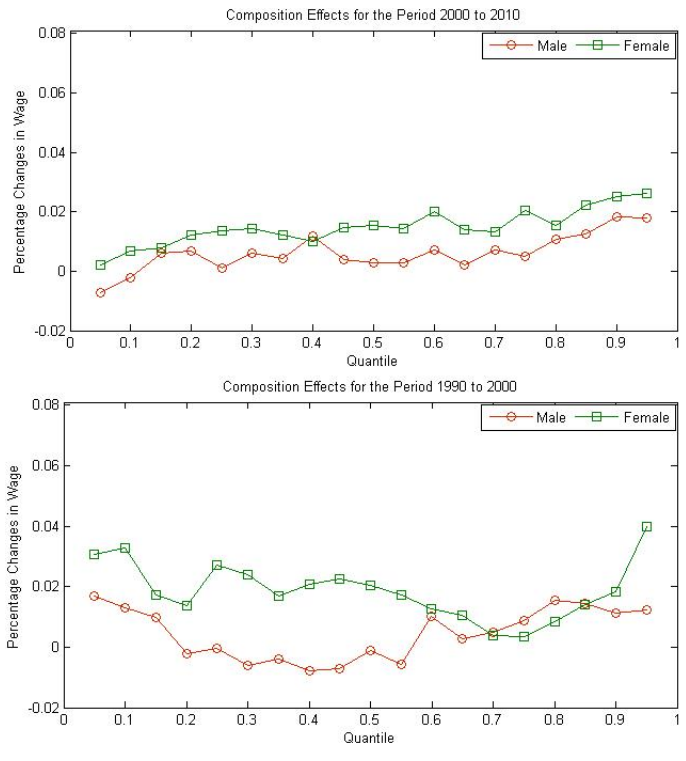 Composition Effects for the Period 2000 to 2010
Male Female
Percentage Changes in Wage
0.08
0.06
0.04
0.02
0
-0.02
0 0.1 0.2 0.3 0.4 0.5 0.6 0.7 0.8 0.9 1
Quantile
Composition Effects for the Period 1990 to 2000
Male Female
Percentage Changes in Wage
0.08
0.06
0.04
0.02
0
-0.02
0 0.1 0.2 0.3 0.4 0.5 0.6 0.7 0.8 0.9 1
Quantile